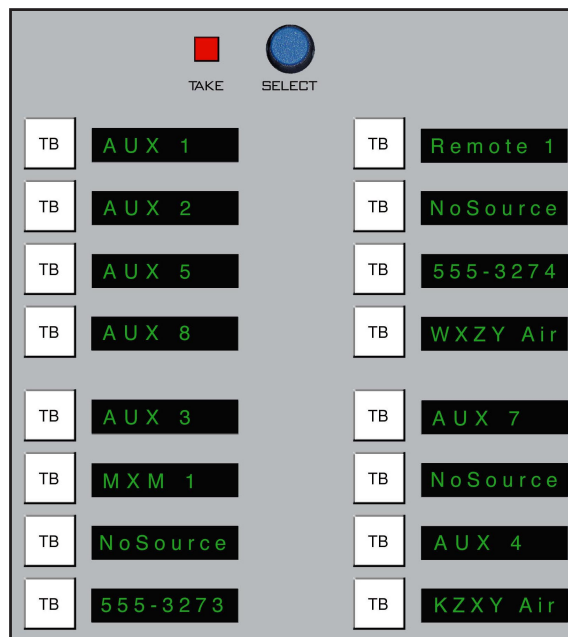 TAKE SELECT
TB AUX 1 TB Remote 1
TB AUX 2 TB NoSource
TB AUX 5 TB 555-3274
TB AUX 8 TB WXZY Air
TB AUX 3 TB AUX 7
TB MXM 1 TB NoSource
TB NoSource TB AUX 4
TB 555-3273 TB KZXY Air